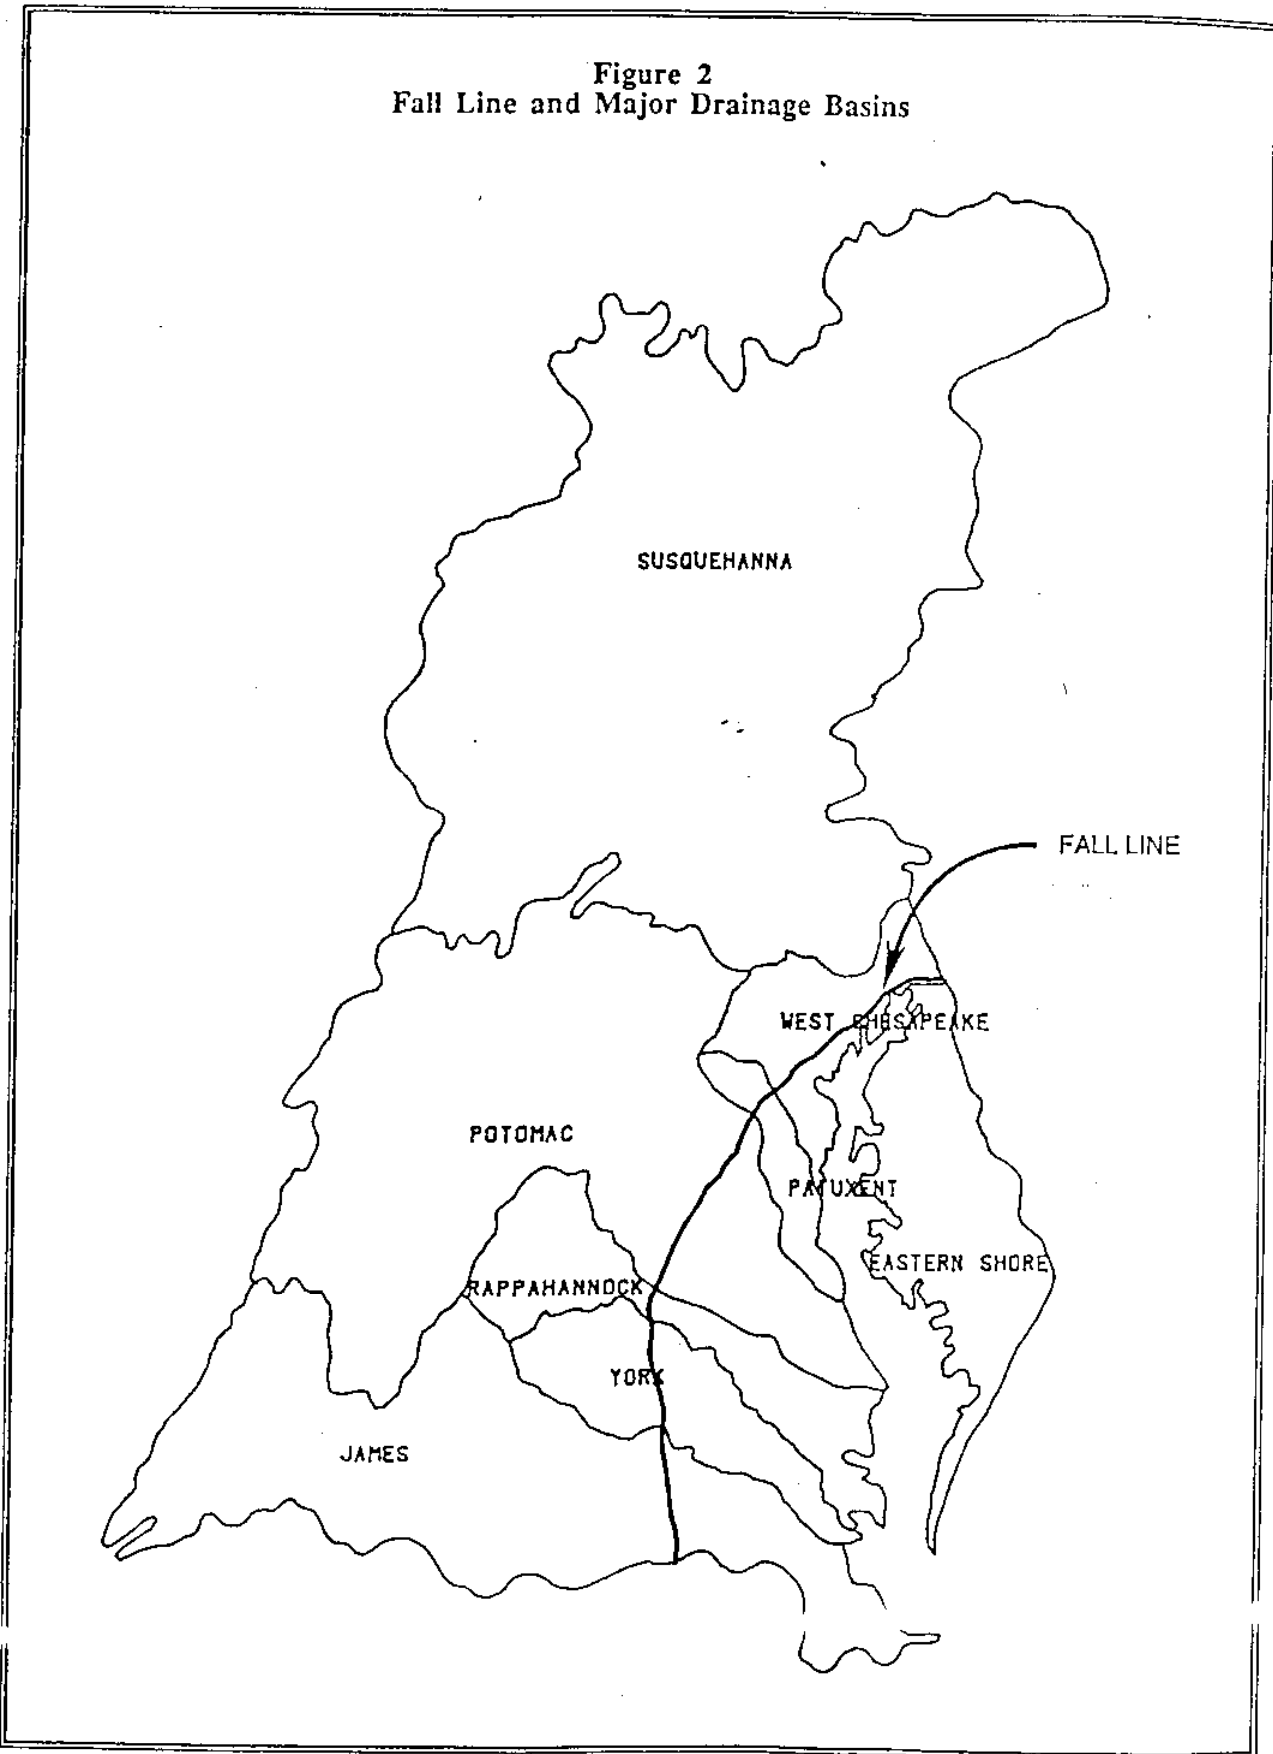 Figure 2
Fall Line and Major Drainage Basins
SUSQUEHANNA
FALL LINE
WEST CHESAPEAKE
POTOMAC
PATUXENT
EASTERN SHORE
RAPPAHANNOCK
YORK
JAMES